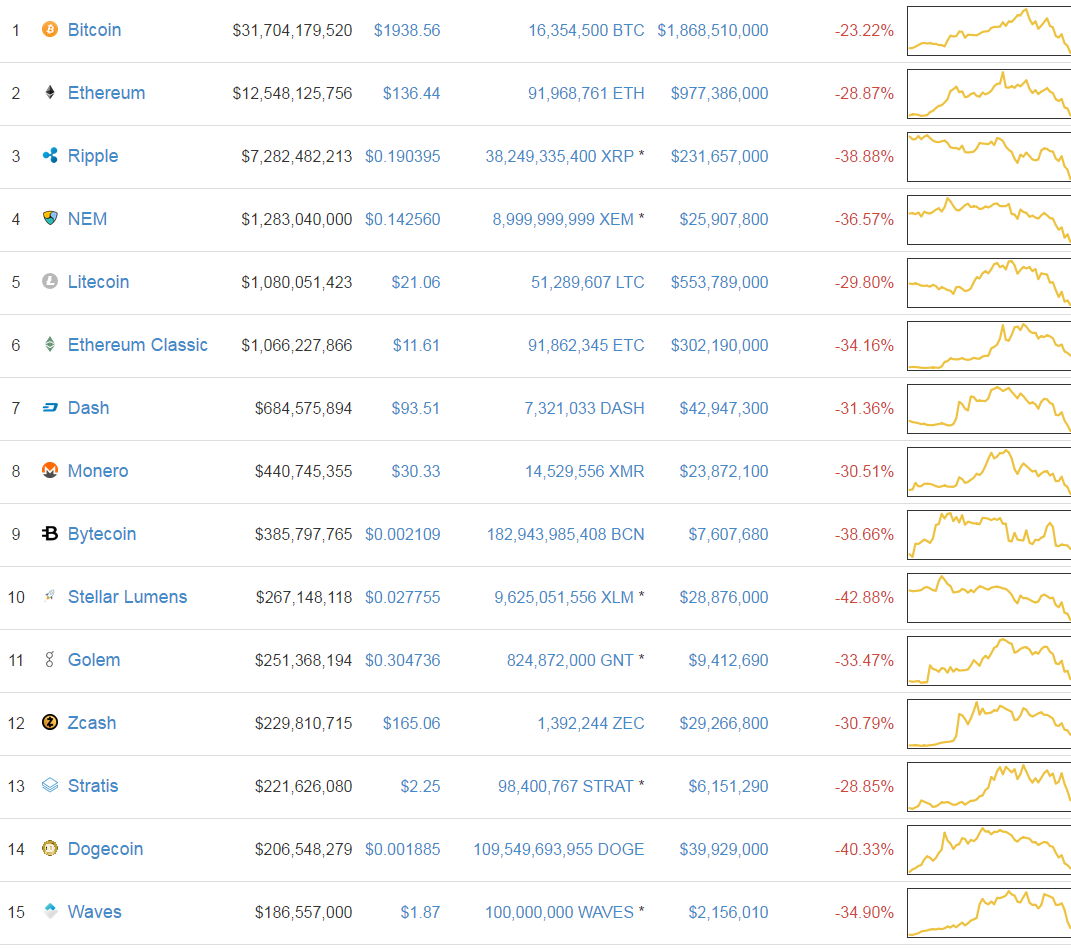 1 Bitcoin $31,704,179,520 $1938.56 16,354,500 BTC $1,868,510,000 -23.22%
2 Ethereum $12,548,125,756 $136.44 91,968,761 ETH $977,386,000 -28.87%
3 Ripple $7,282,482,213 $0.190395 38,249,335,400 XRP * $231,657,000 -38.88%
4 NEM $1,283,040,000 $0.142560 8,999,999,999 XEM * $25,907,800 -36.57%
5 Litecoin $1,080,051,423 $21.06 51,289,607 LTC $553,789,000 -29.80%
6 Ethereum Classic $1,066,227,866 $11.61 91,862,345 ETC $302,190,000 -34.16%
7 Dash $684,575,894 $93.51 7,321,033 DASH $42,947,300 -31.36%
8 Monero $440,745,355 $30.33 14,529,556 XMR $23,872,100 -30.51%
9 Bytecoin $385,797,765 $0.002109 182,943,985,408 BCN $7,607,680 -38.66%
10 Stellar Lumens $267,148,118 $0.027755 9,625,051,556 XLM * $28,876,000 -42.88%
11 Golem $251,368,194 $0.304736 824,872,000 GNT * $9,412,690 -33.47%
12 Zcash $229,810,715 $165.06 1,392,244 ZEC $29,266,800 -30.79%
13 Stratis $221,626,080 $2.25 98,400,767 STRAT * $6,151,290 -28.85%
14 Dogecoin $206,548,279 $0.001885 109,549,693,955 DOGE $39,929,000 -40.33%
15 Waves $186,557,000 $1.87 100,000,000 WAVES * $2,156,010 -34.90%